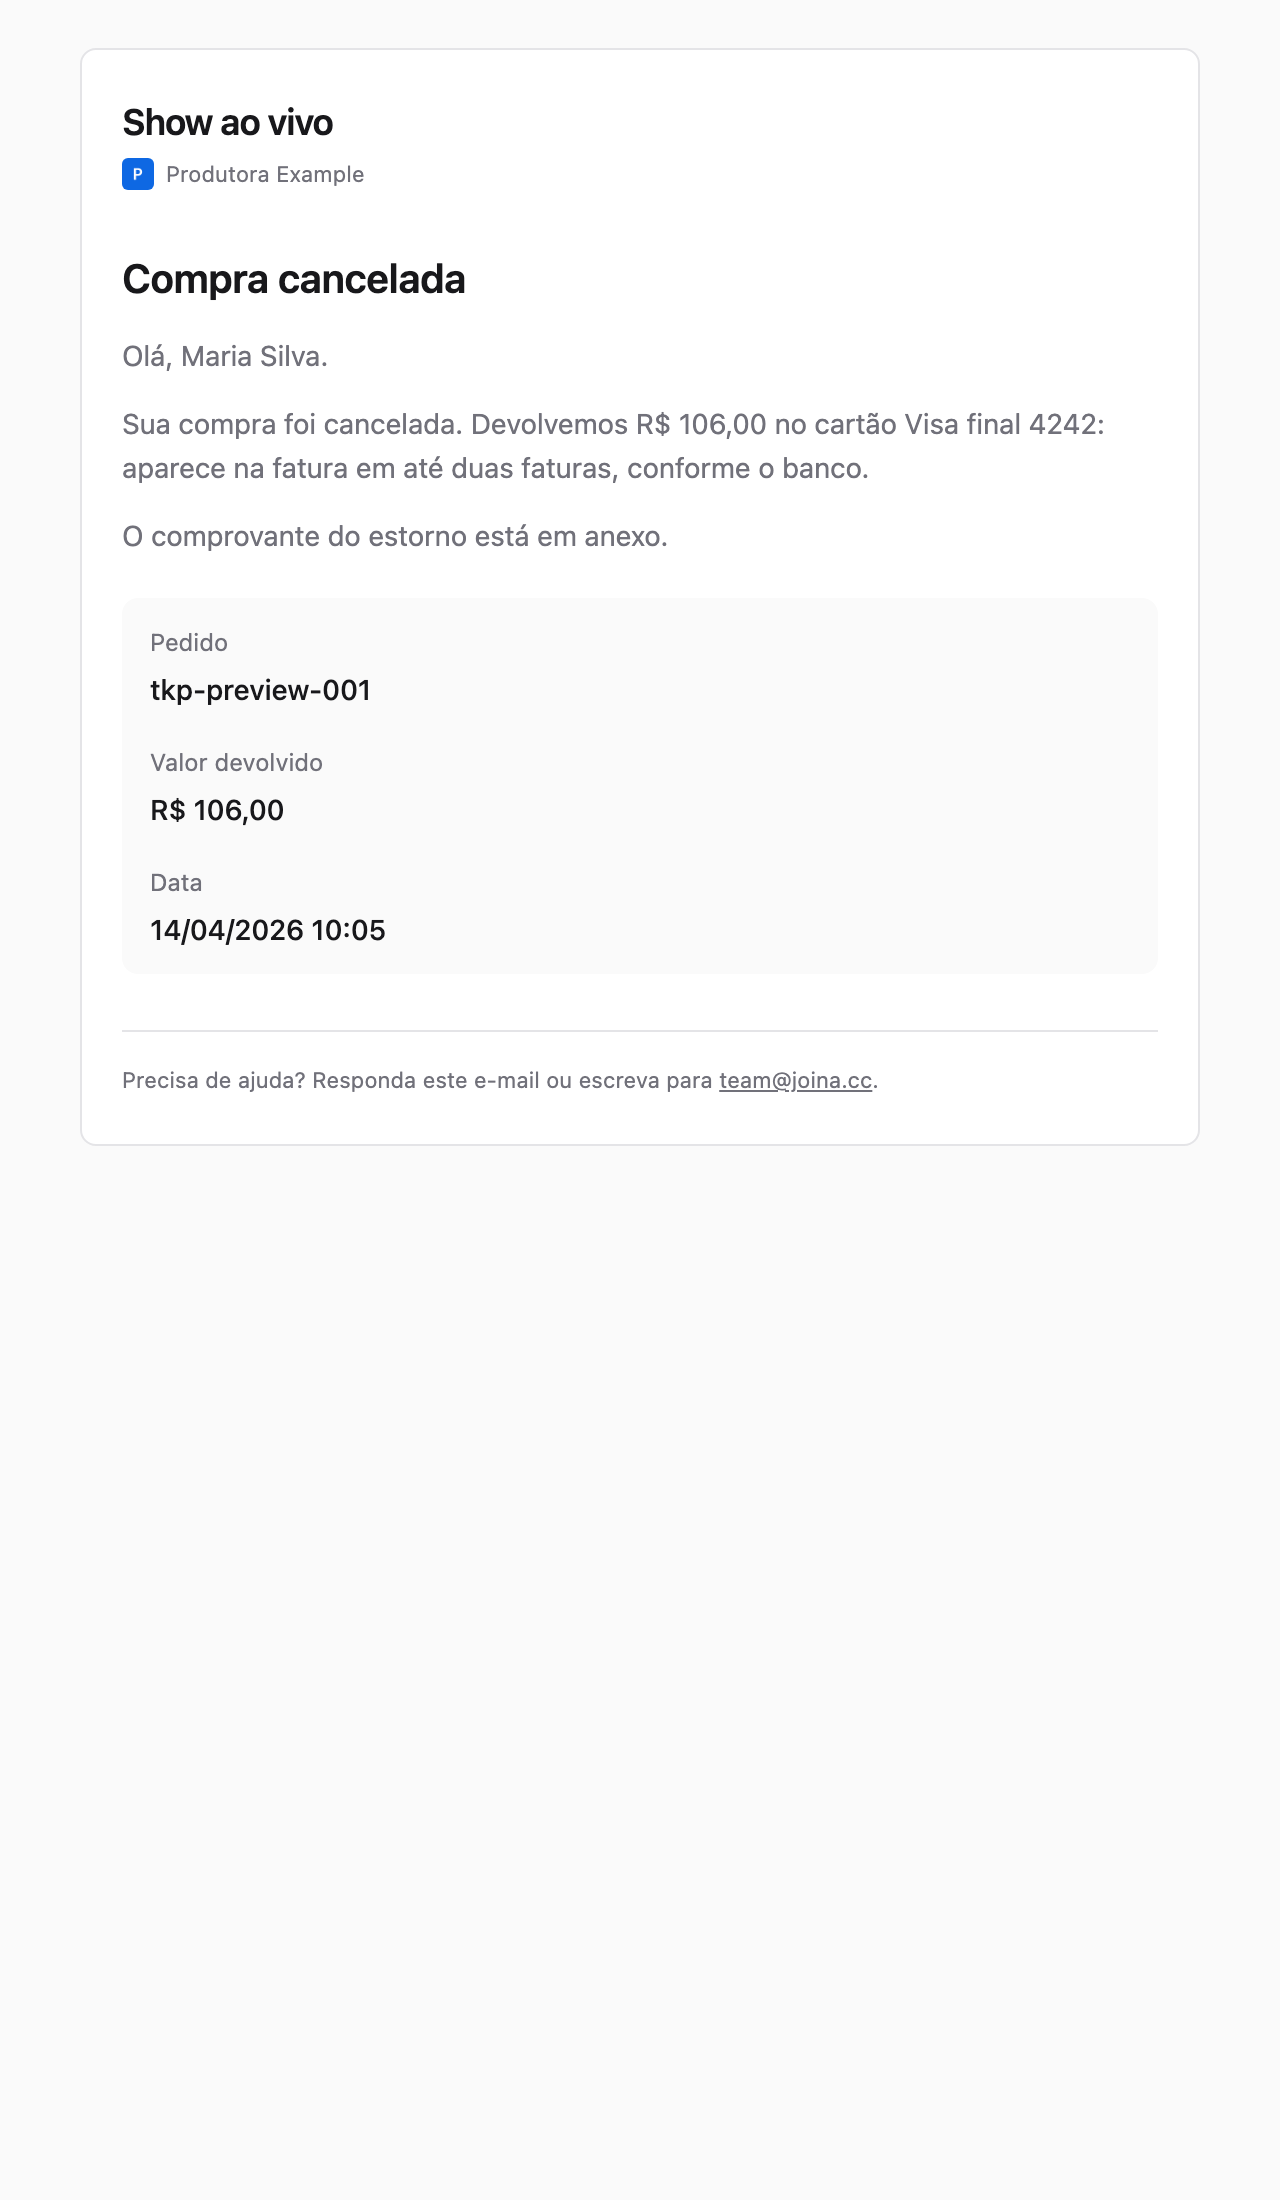 Show ao vivo
P Produtora Example
Compra cancelada
Olá, Maria Silva.
Sua compra foi cancelada. Devolvemos R$ 106,00 no cartão Visa final 4242:
aparece na fatura em até duas faturas, conforme o banco.
O comprovante do estorno está em anexo.
Pedido
tkp-preview-001
Valor devolvido
R$ 106,00
Data
14/04/2026 10:05
Precisa de ajuda? Responda este e-mail ou escreva para team@joina.cc.